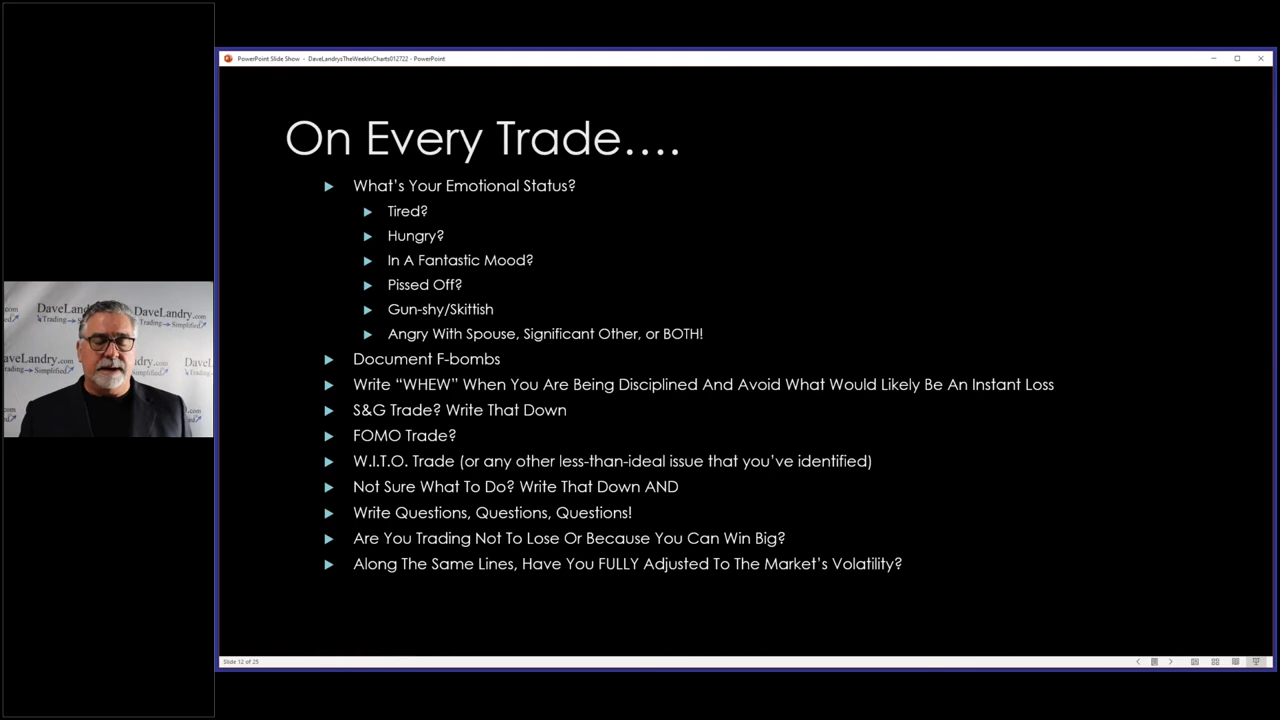 PowerPoint Slide Show - DaveLandrysTheWeekInCharts012722 - PowerPoint
On Every Trade....
What's Your Emotional Status?
Tired?
Hungry?
In A Fantastic Mood?
Pissed Off?
Gun-shy/Skittish
Angry With Spouse, Significant Other, or BOTH!
Document F-bombs
Write “WHEW” When You Are Being Disciplined And Avoid What Would Likely Be An Instant Loss
S&G Trade? Write That Down
FOMO Trade?
W.I.T.O. Trade (or any other less-than-ideal issue that you've identified)
Not Sure What To Do? Write That Down AND
Write Questions, Questions, Questions!
Are You Trading Not To Lose Or Because You Can Win Big?
Along The Same Lines, Have You FULLY Adjusted To The Market's Volatility?
DaveLandry.com
Trading Simplified
DaveLandry.com
Trading Simplified
Slide 12 of 25